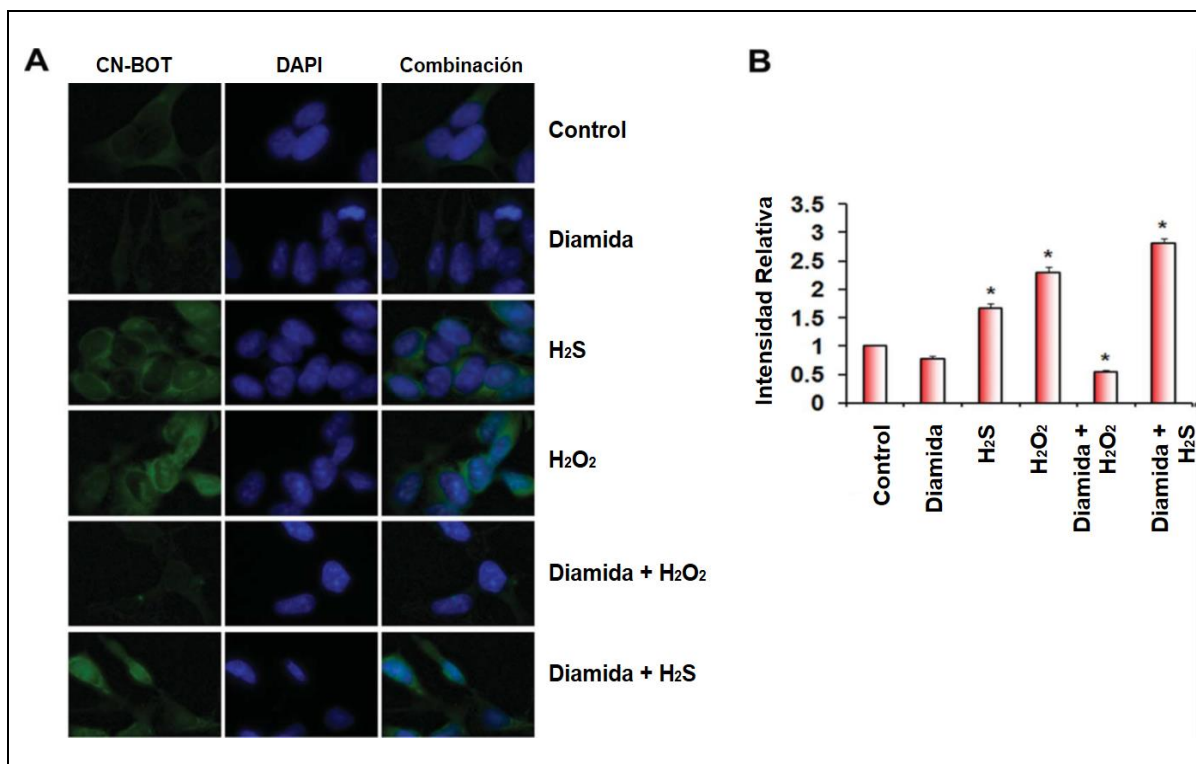 A
CN-BOT
DAPI
Combinación
Control
Diamida
H₂S
H₂O₂
Diamida + H₂O₂
Diamida + H₂S
B
Intensidad Relativa
3.5
3
2.5
2
1.5
1
0.5
0
*
*
*
*
Control
Diamida
H₂S
H₂O₂
Diamida +
H₂O₂
Diamida +
H₂S